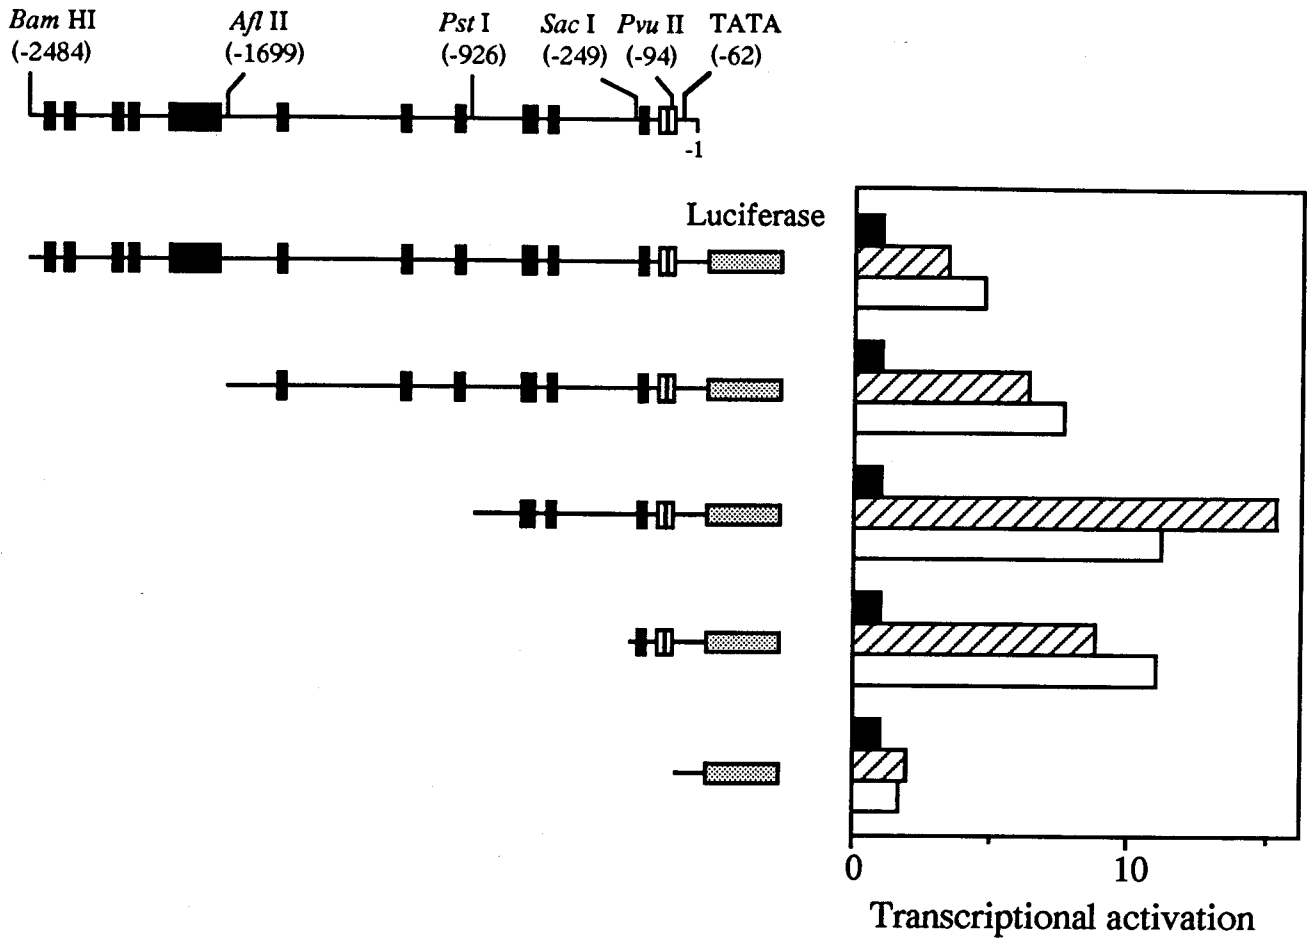 Bam HI Afl II Pst I Sac I Pvu II TATA
(-2484) (-1699) (-926) (-249) (-94) (-62)
-1
Luciferase
0 10
Transcriptional activation